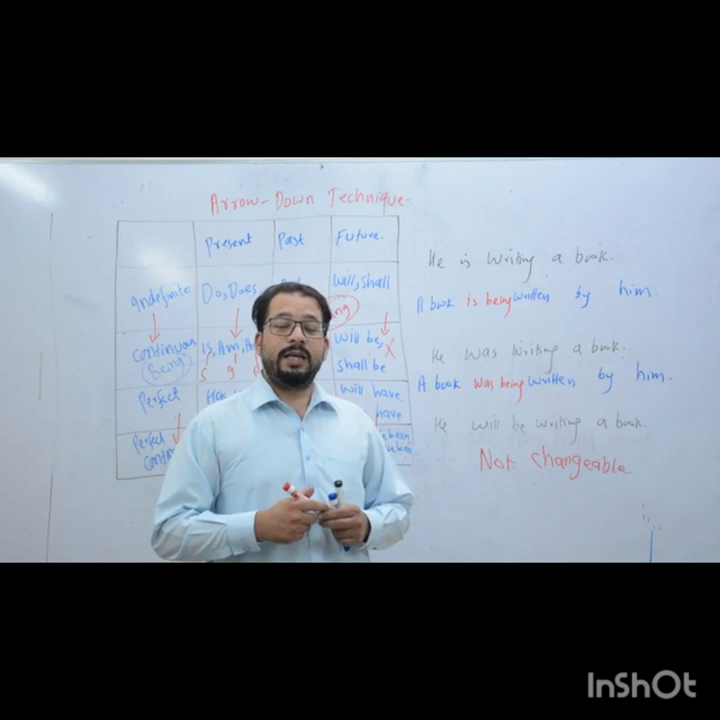 Arrow-Down Technique
Present Past Future
Indefinite Do, Does will, shall
Continuous Is, Am, will be,
Being shall be
Perfect Ha will have,
have
Perfect
He is writing a book.
A book is being written by him.
He was writing a book.
A book was being written by him.
He will be writing a book.
Not changeable
InShOt